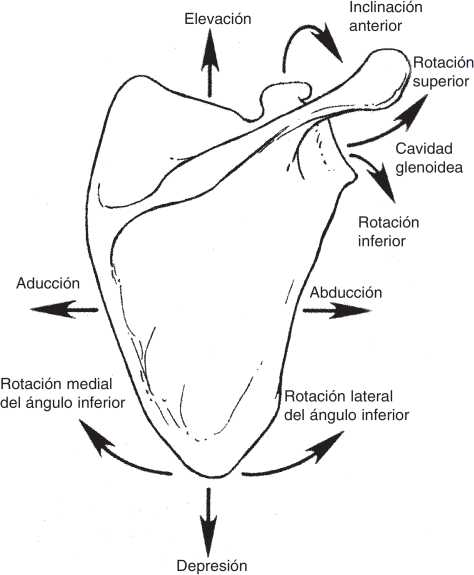 Inclinación
anterior
Elevación
Rotación
superior
Cavidad
glenoidea
Rotación
inferior
Aducción
Abducción
Rotación medial
del ángulo inferior
Rotación lateral
del ángulo inferior
Depresión